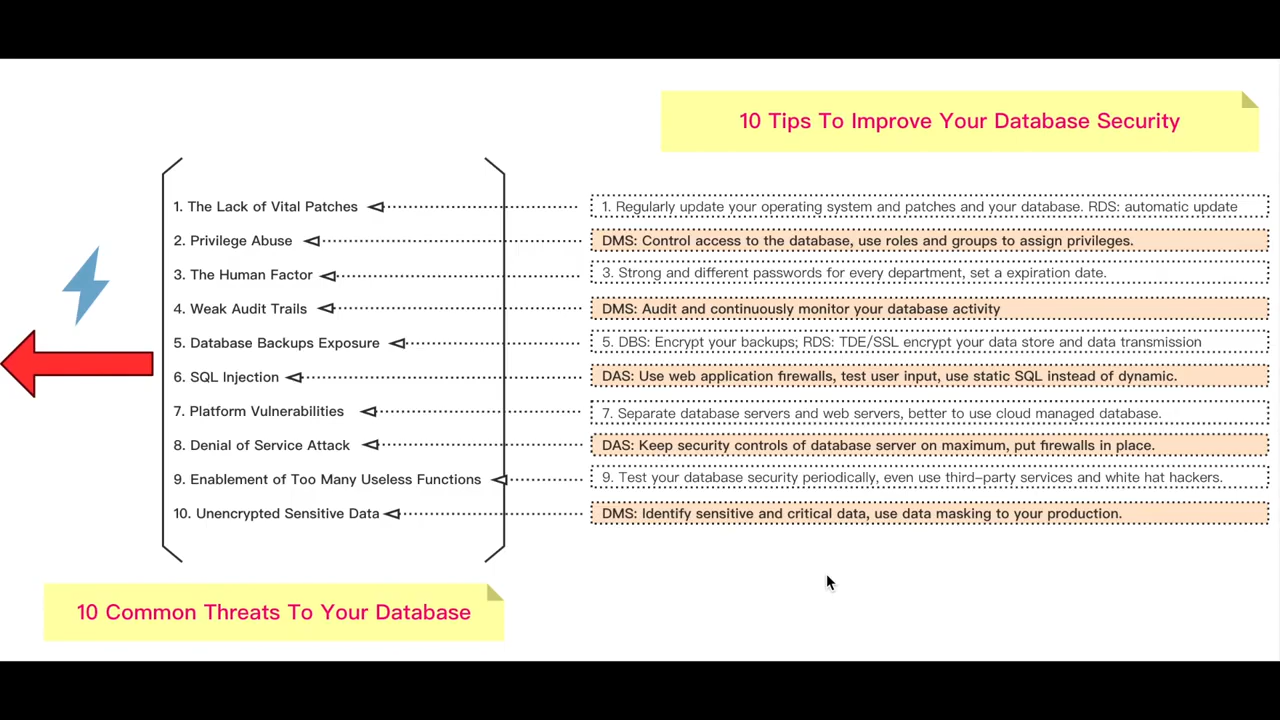 10 Tips To Improve Your Database Security
1. The Lack of Vital Patches
1. Regularly update your operating system and patches and your database. RDS: automatic update
2. Privilege Abuse
DMS: Control access to the database, use roles and groups to assign privileges.
3. The Human Factor
3. Strong and different passwords for every department, set a expiration date.
4. Weak Audit Trails
DMS: Audit and continuously monitor your database activity
5. Database Backups Exposure
5. DBS: Encrypt your backups; RDS: TDE/SSL encrypt your data store and data transmission
6. SQL Injection
DAS: Use web application firewalls, test user input, use static SQL instead of dynamic.
7. Platform Vulnerabilities
7. Separate database servers and web servers, better to use cloud managed database.
8. Denial of Service Attack
DAS: Keep security controls of database server on maximum, put firewalls in place.
9. Enablement of Too Many Useless Functions
9. Test your database security periodically, even use third-party services and white hat hackers.
10. Unencrypted Sensitive Data
DMS: Identify sensitive and critical data, use data masking to your production.
10 Common Threats To Your Database